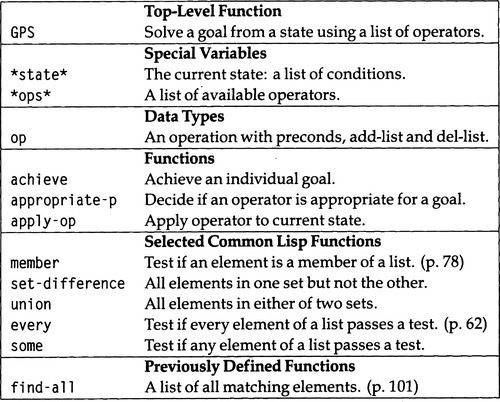 Top-Level Function
GPS Solve a goal from a state using a list of operators.
Special Variables
*state* The current state: a list of conditions.
*ops* A list of available operators.
Data Types
op An operation with preconds, add-list and del-list.
Functions
achieve Achieve an individual goal.
appropriate-p Decide if an operator is appropriate for a goal.
apply-op Apply operator to current state.
Selected Common Lisp Functions
member Test if an element is a member of a list. (p. 78)
set-difference All elements in one set but not the other.
union All elements in either of two sets.
every Test if every element of a list passes a test. (p. 62)
some Test if any element of a list passes a test.
Previously Defined Functions
find-all A list of all matching elements. (p. 101)